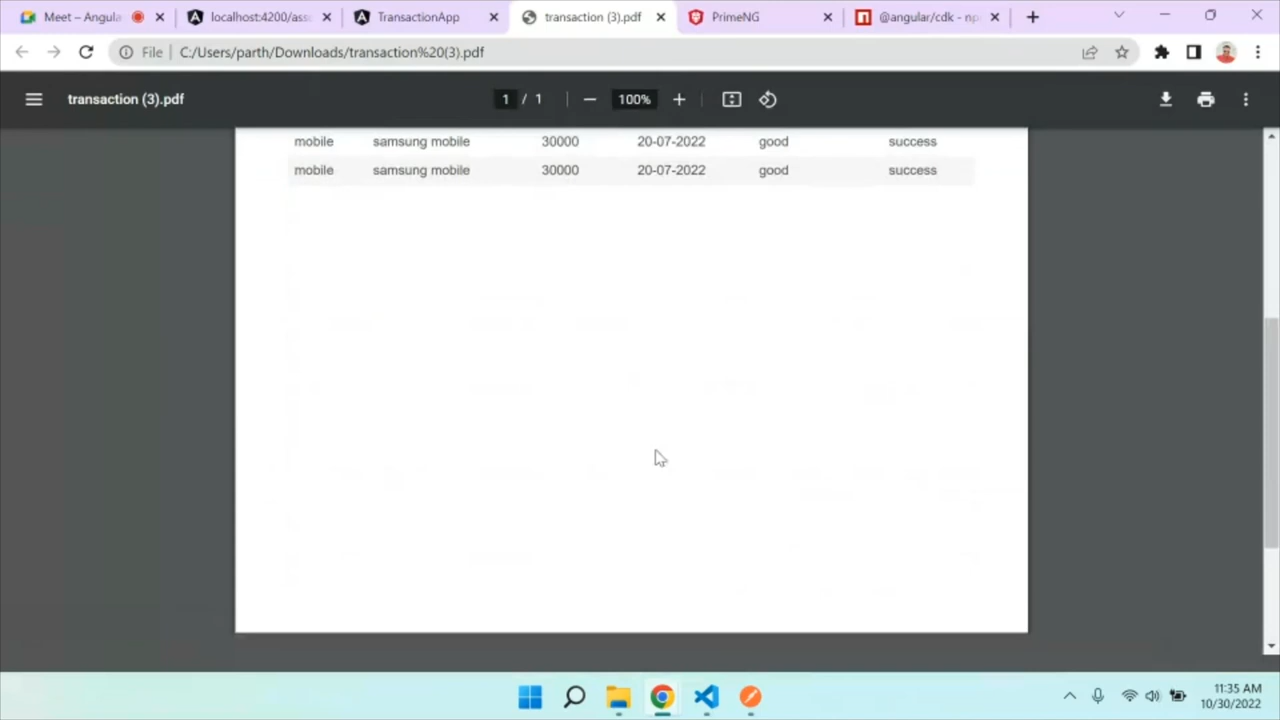 Meet – Angula
localhost:4200/ass
TransactionApp
transaction (3).pdf
PrimeNG
@angular/cdk - np
File
C:/Users/parth/Downloads/transaction%20(3).pdf
transaction (3).pdf
1 / 1
100%
mobile samsung mobile 30000 20-07-2022 good success
mobile samsung mobile 30000 20-07-2022 good success
11:35 AM
10/30/2022